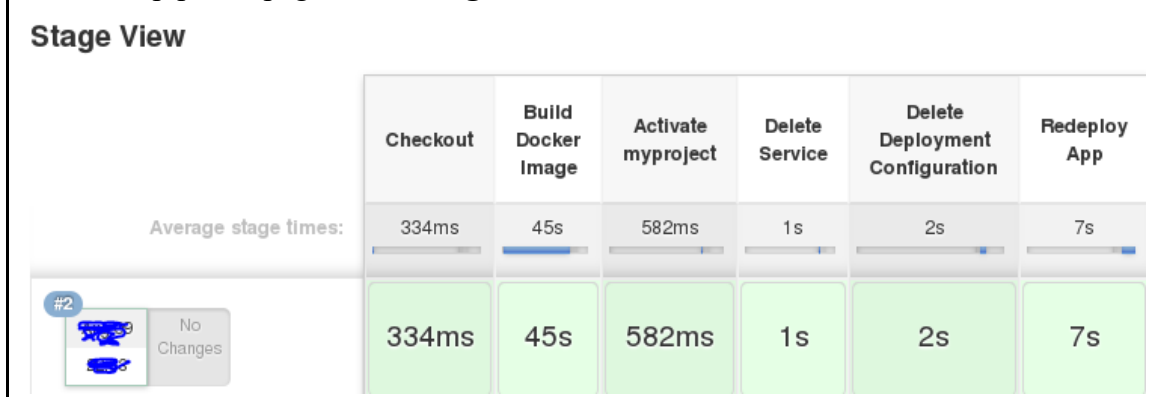 Stage View
Checkout
Build
Docker
Image
Activate
myproject
Delete
Service
Delete
Deployment
Configuration
Redeploy
App
Average stage times:
334ms
45s
582ms
1s
2s
7s
#2
No
Changes
334ms
45s
582ms
1s
2s
7s